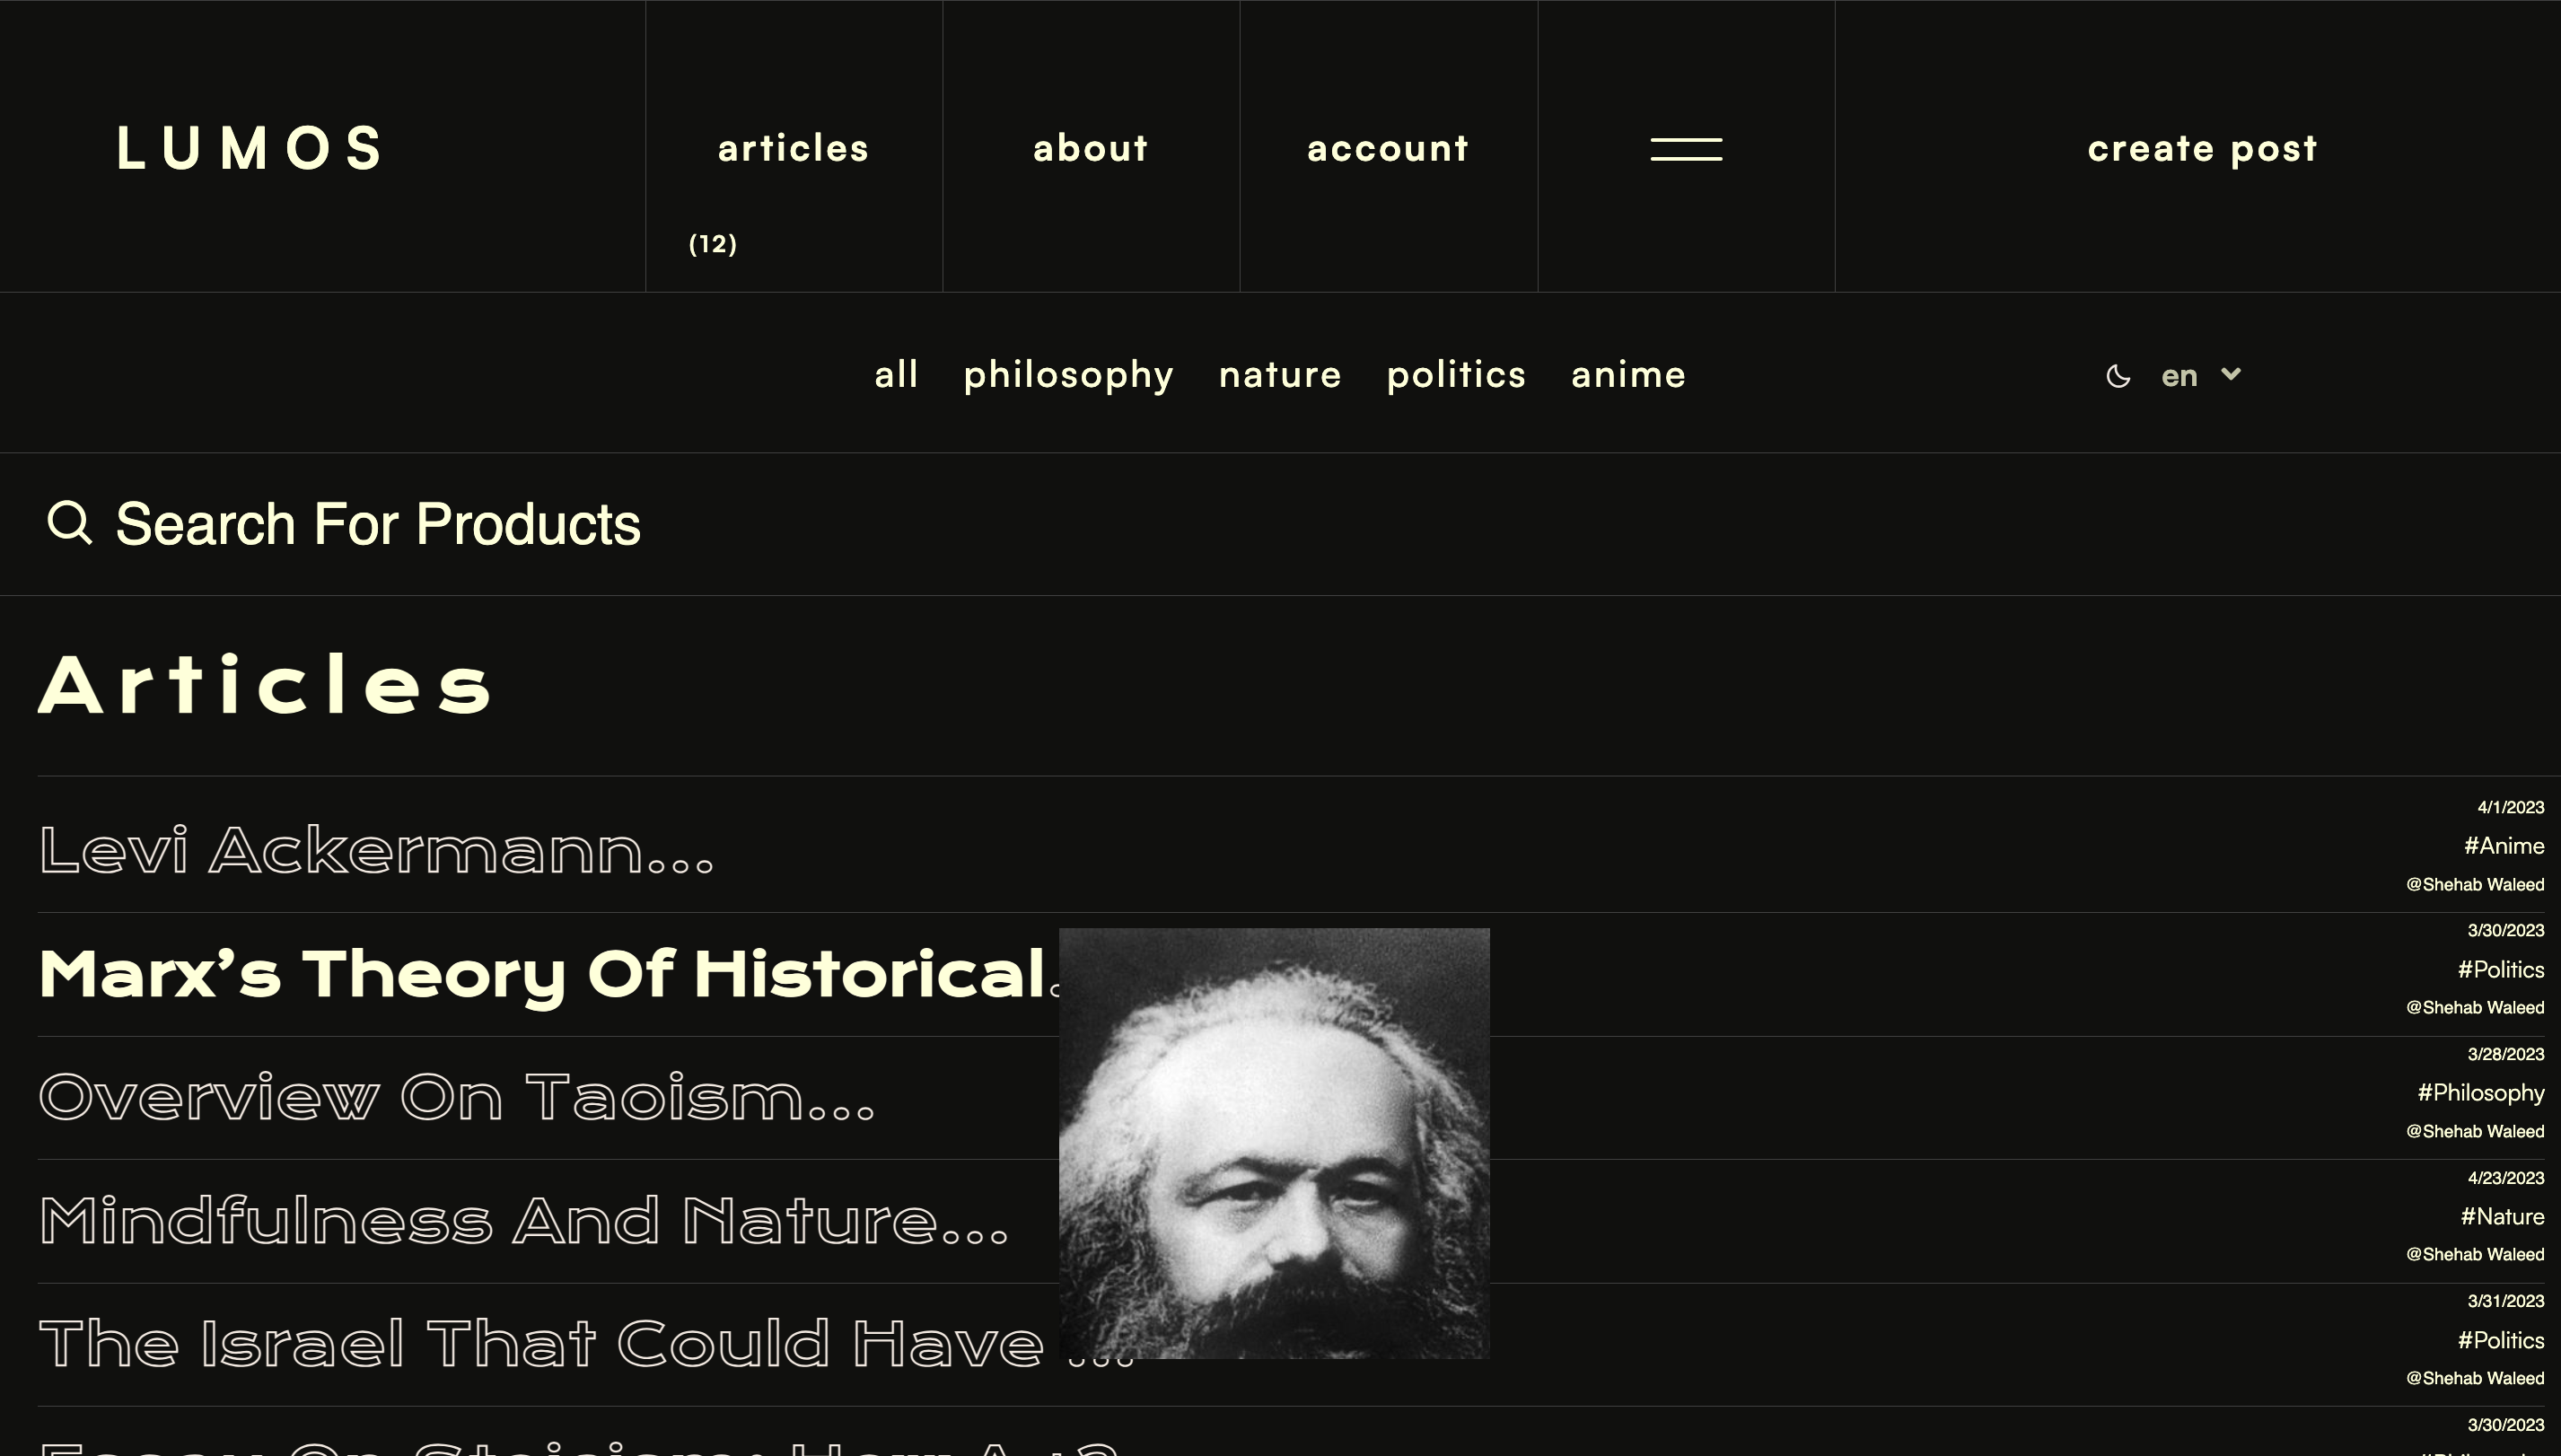 LUMOS
articles
about
account
create post
(12)
all philosophy nature politics anime
en
Search For Products
Articles
4/1/2023
Levi Ackermann...
#Anime
@Shehab Waleed
3/30/2023
Marx's Theory Of Historical
#Politics
@Shehab Waleed
3/28/2023
Overview On Taoism...
#Philosophy
@Shehab Waleed
4/23/2023
Mindfulness And Nature...
#Nature
@Shehab Waleed
3/31/2023
The Israel That Could Have ...
#Politics
@Shehab Waleed
3/30/2023